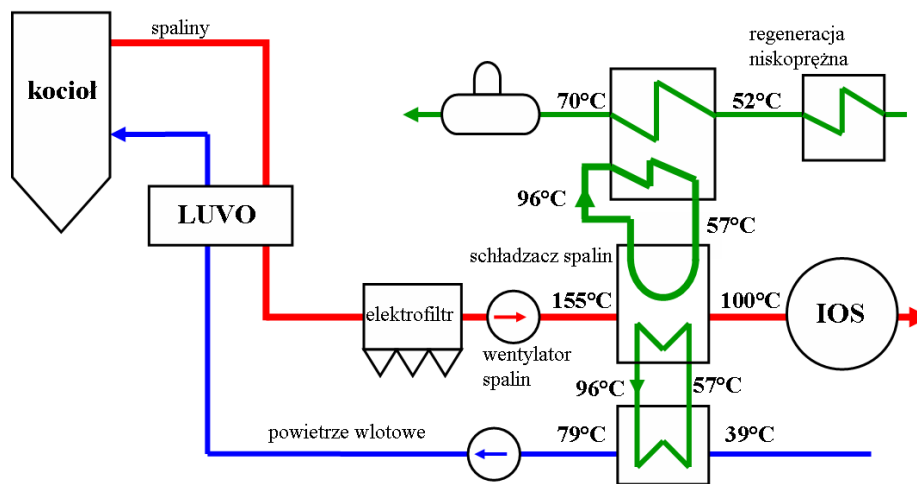 spaliny
regeneracja
niskoprężna
kocioł
70°C
52°C
96°C
57°C
LUVO
schładzacz spalin
155°C
100°C
elektrofiltr
IOS
wentylator
spalin
96°C
57°C
powietrze wlotowe
79°C
39°C